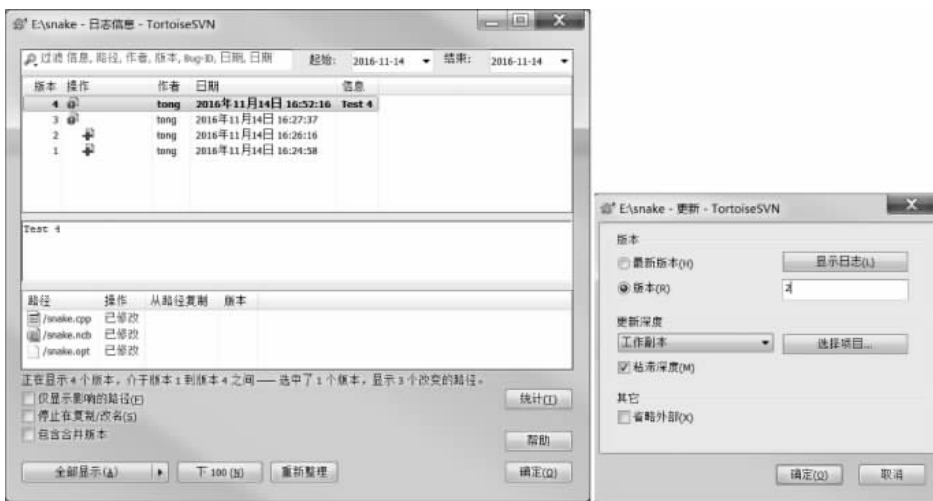 E:\snake - 日志信息 - TortoiseSVN
过滤 信息, 路径, 作者, 版本, Bug-ID, 日期, 日期 起始: 2016-11-14 结束: 2016-11-14
版本 操作 作者 日期 信息
4 tong 2016年11月14日 16:52:16 Test 4
3 tong 2016年11月14日 16:27:37
2 tong 2016年11月14日 16:26:16
1 tong 2016年11月14日 16:24:58
Test 4
路径 操作 从路径复制 版本
/snake.cpp 已修改
/snake.ncb 已修改
/snake.opt 已修改
正在显示 4 个版本，介于版本 1 到版本 4 之间 —— 选中了 1 个版本，显示 3 个改变的路径。
仅显示影响的路径(F)
停止在复制/改名(S)
包含合并版本
统计(T)
帮助
全部显示(A) 下 100 (N) 重新整理 确定(O)
E:\snake - 更新 - TortoiseSVN
版本
最新版本(H) 显示日志(L)
版本(R) 2
更新深度
工作副本 选择项目...
粘滞深度(M)
其它
省略外部(X)
确定(O) 取消